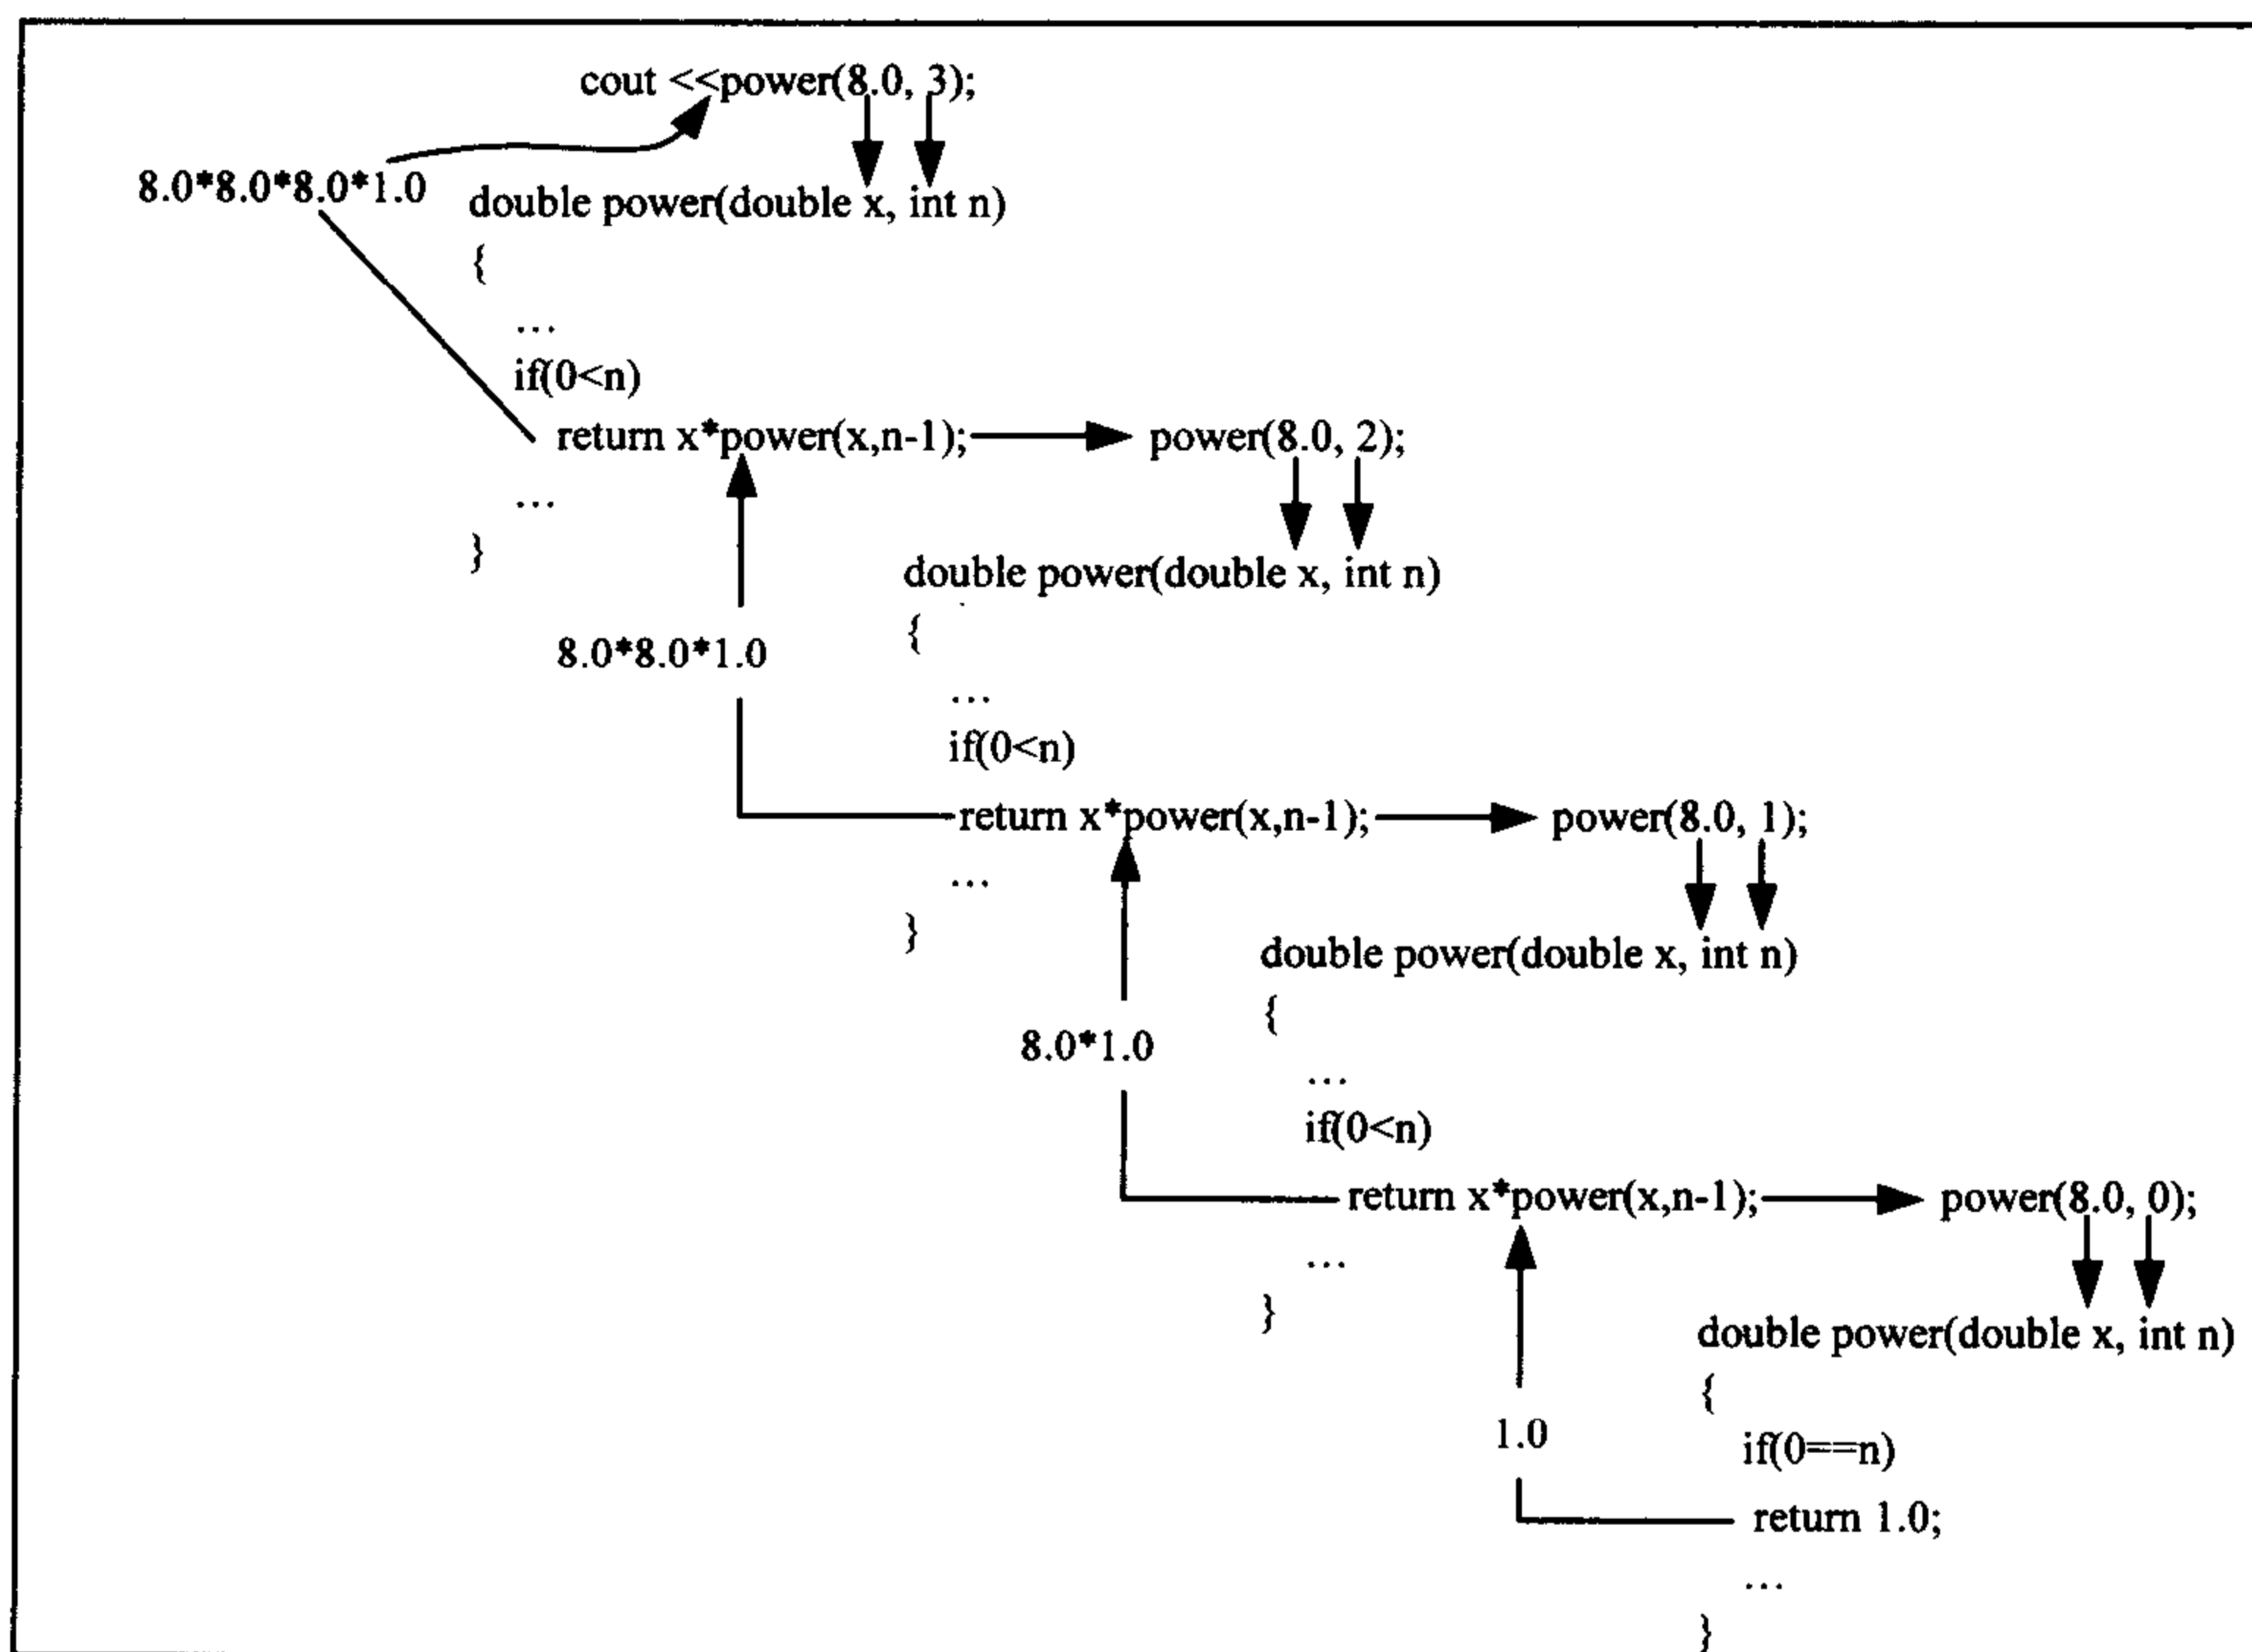 cout <<power(8.0, 3);
8.0*8.0*8.0*1.0
double power(double x, int n)
{
...
if(0<n)
return x*power(x,n-1);
power(8.0, 2);
...
}
double power(double x, int n)
8.0*8.0*1.0
{
...
if(0<n)
return x*power(x,n-1);
power(8.0, 1);
...
}
double power(double x, int n)
{
8.0*1.0
...
if(0<n)
return x*power(x,n-1);
power(8.0, 0);
...
}
double power(double x, int n)
{
1.0
if(0==n)
return 1.0;
...
}